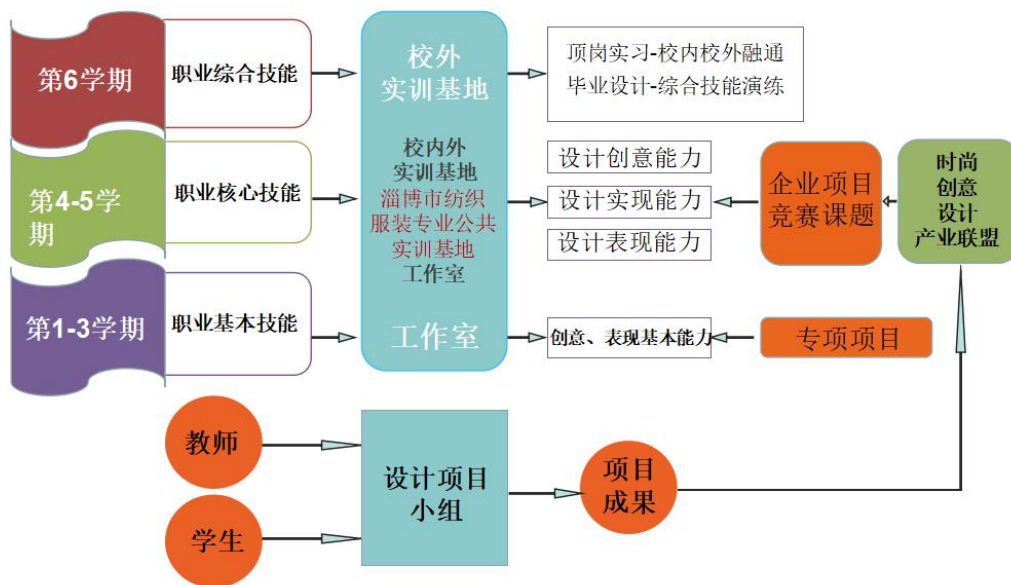 第6学期
职业综合技能
校外
实训基地
顶岗实习-校内校外融通
毕业设计-综合技能演练
第4-5学
期
职业核心技能
校内外
实训基地
淄博市纺织
服装专业公共
实训基地
工作室
设计创意能力
设计实现能力
设计表现能力
企业项目
竞赛课题
时尚
创意
设计
产业联盟
第1-3学期
职业基本技能
工作室
创意、表现基本能力
专项项目
教师
学生
设计项目
小组
项目
成果